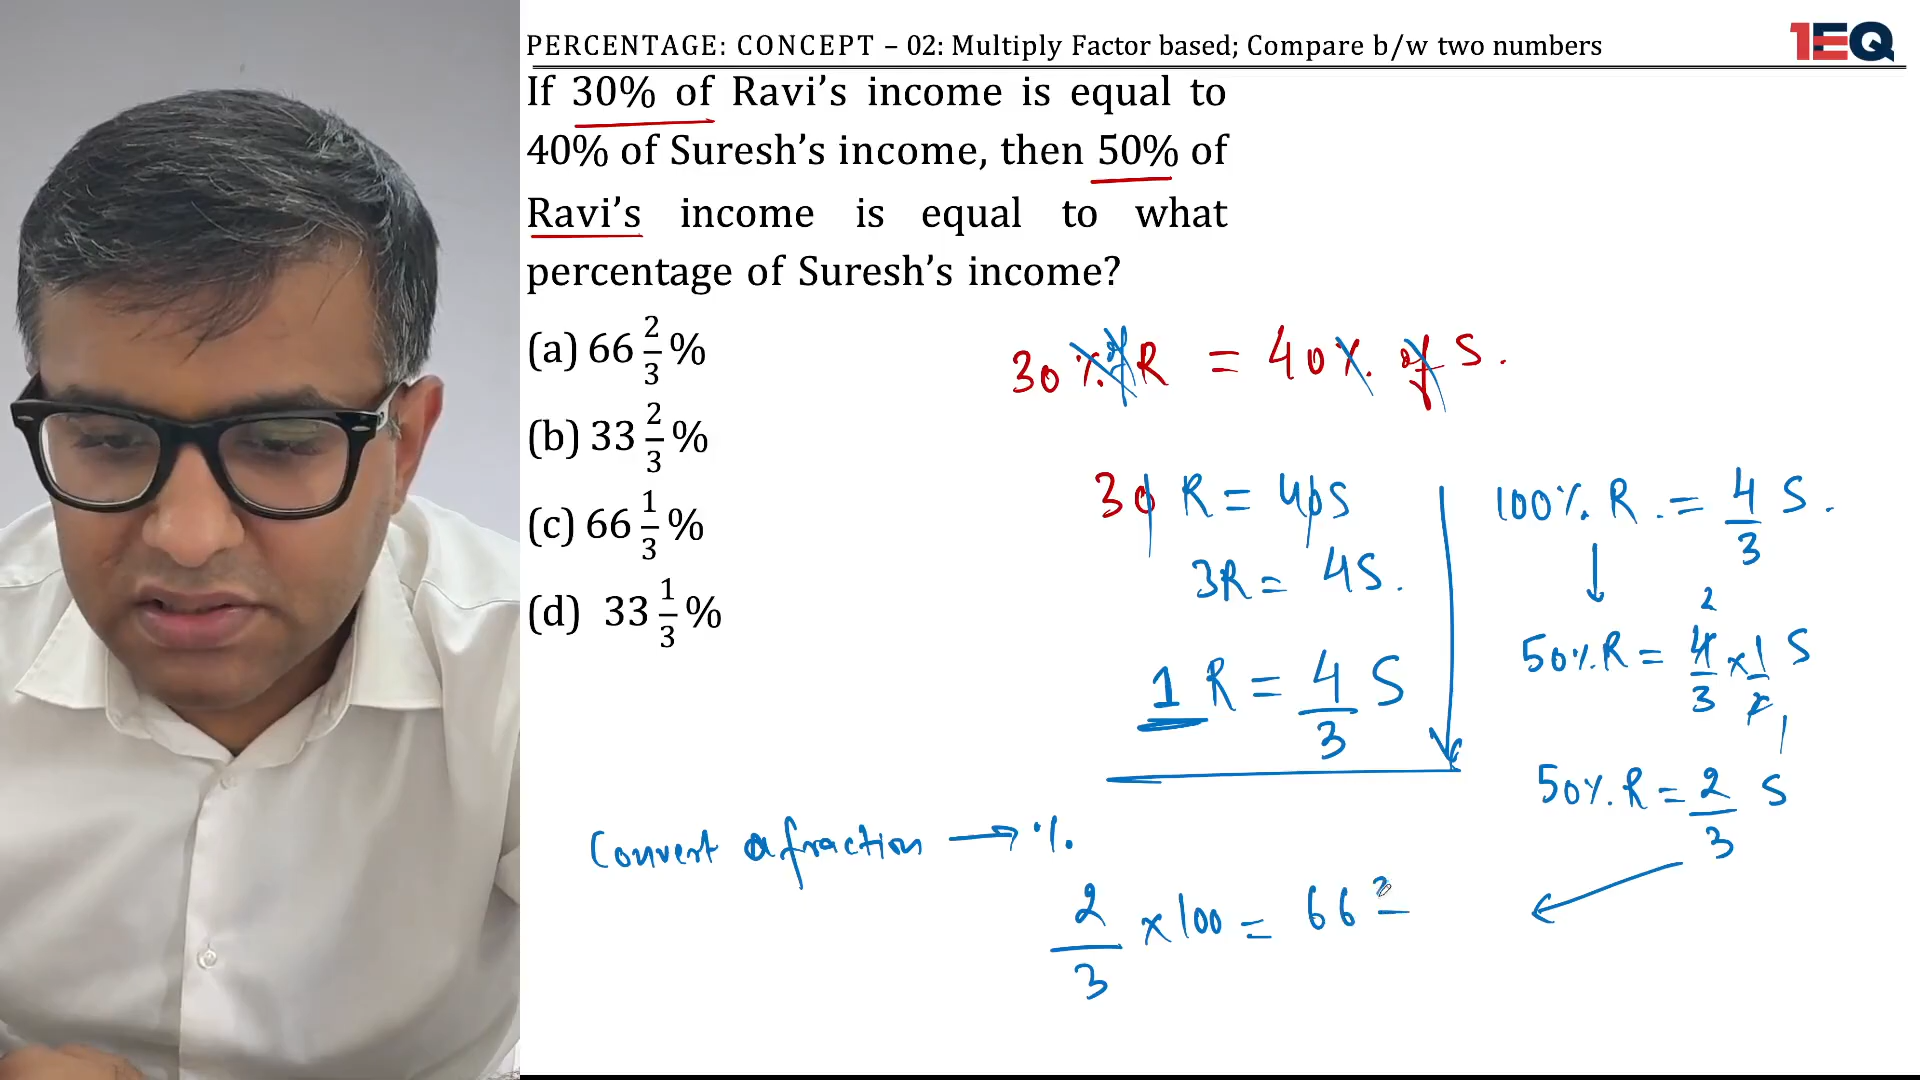 PERCENTAGE: CONCEPT – 02: Multiply Factor based; Compare b/w two numbers
1EQ
If 30% of Ravi’s income is equal to
40% of Suresh’s income, then 50% of
Ravi’s income is equal to what
percentage of Suresh’s income?
(a) 66 2/3 %
(b) 33 2/3 %
(c) 66 1/3 %
(d) 33 1/3 %
30 % of R = 40 % of S.
30 R = 40 S
3R = 4S.
1 R = 4/3 S
100% R. = 4/3 S.
2
50% R = 4/3 × 1/2 S
1
50% R = 2/3 S
Convert a fraction → %
2/3 × 100 = 66 2